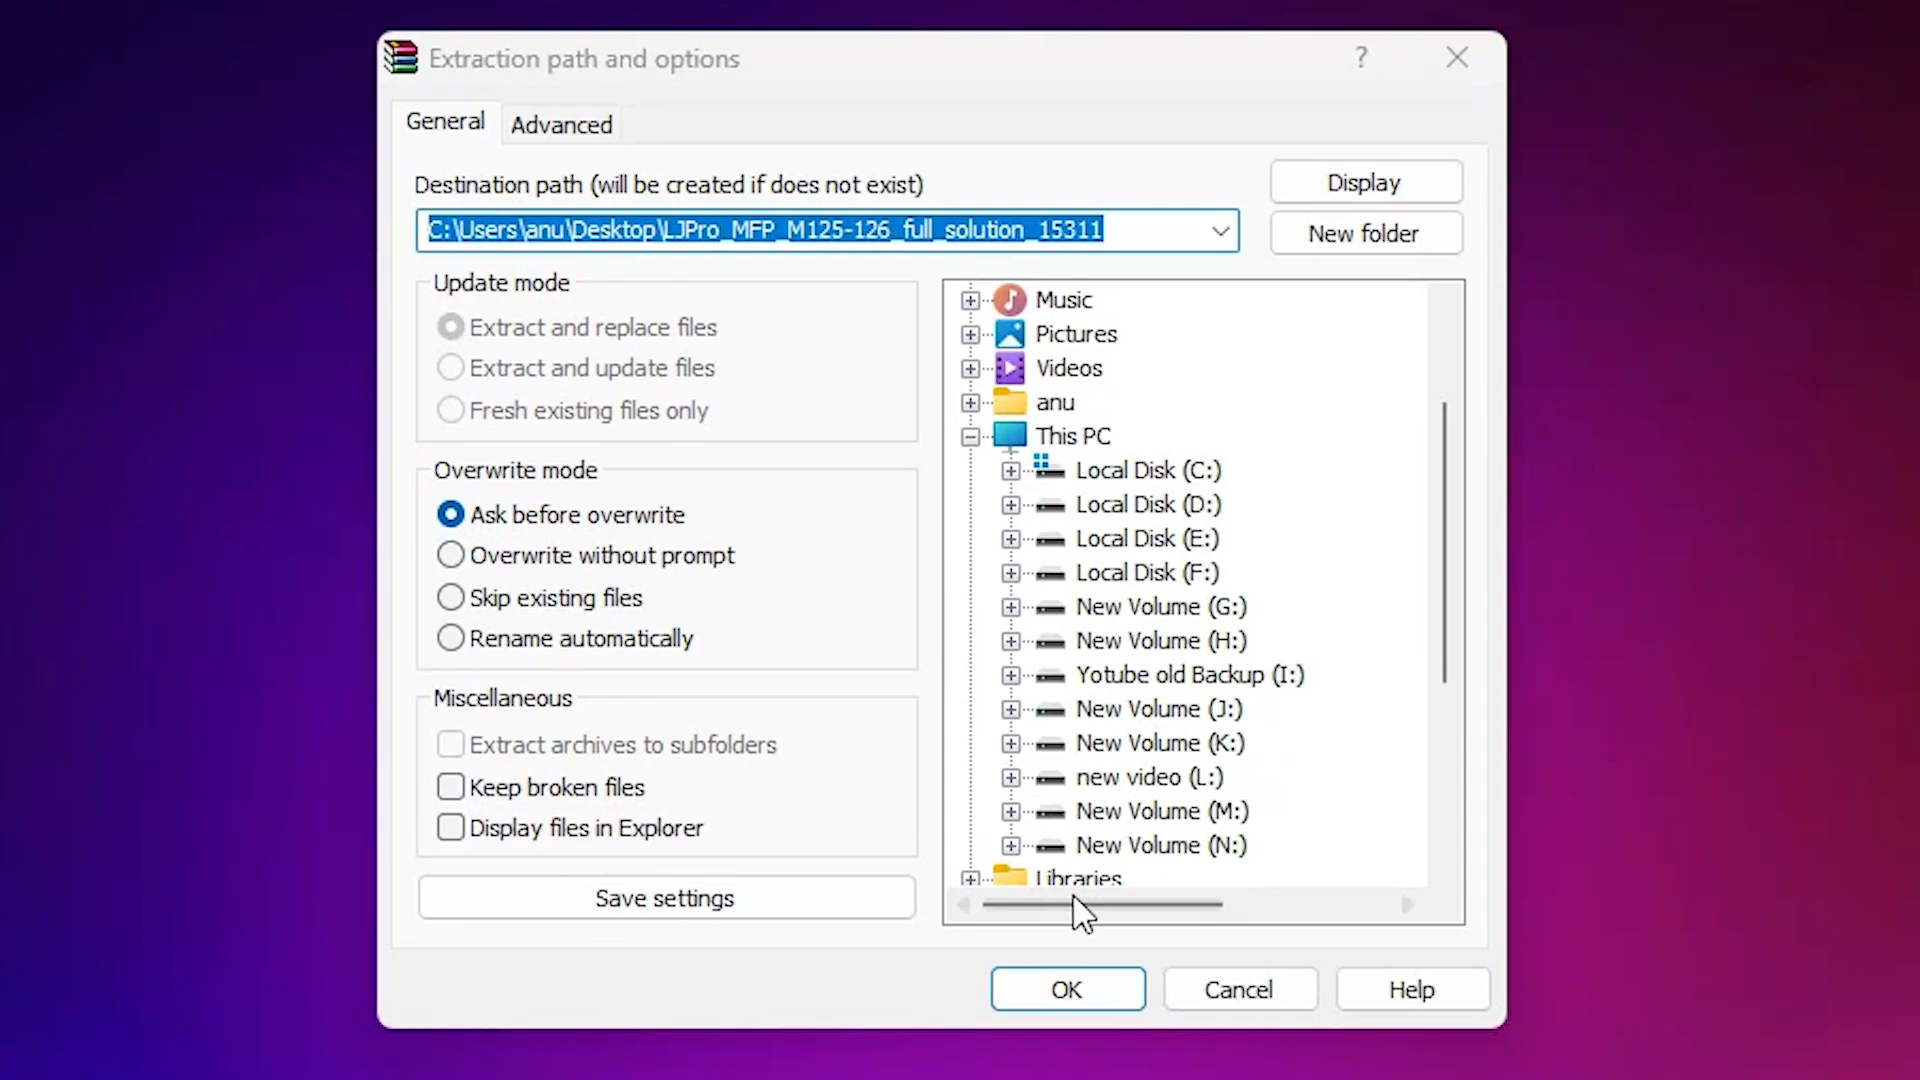 Extraction path and options
?
General
Advanced
Destination path (will be created if does not exist)
Display
C:\Users\anu\Desktop\LJPro_MFP_M125-126_full_solution_15311
New folder
Update mode
Extract and replace files
Extract and update files
Fresh existing files only
Overwrite mode
Ask before overwrite
Overwrite without prompt
Skip existing files
Rename automatically
Miscellaneous
Extract archives to subfolders
Keep broken files
Display files in Explorer
Save settings
Music
Pictures
Videos
anu
This PC
Local Disk (C:)
Local Disk (D:)
Local Disk (E:)
Local Disk (F:)
New Volume (G:)
New Volume (H:)
Yotube old Backup (I:)
New Volume (J:)
New Volume (K:)
new video (L:)
New Volume (M:)
New Volume (N:)
Libraries
OK
Cancel
Help